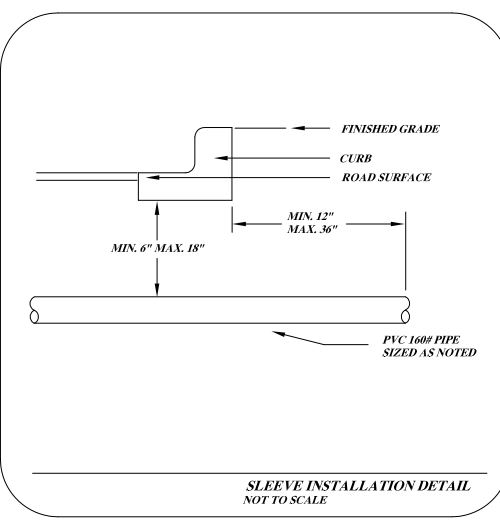 FINISHED GRADE
CURB
ROAD SURFACE
MIN. 12"
MAX. 36"
MIN. 6" MAX. 18"
PVC 160# PIPE
SIZED AS NOTED
SLEEVE INSTALLATION DETAIL
NOT TO SCALE